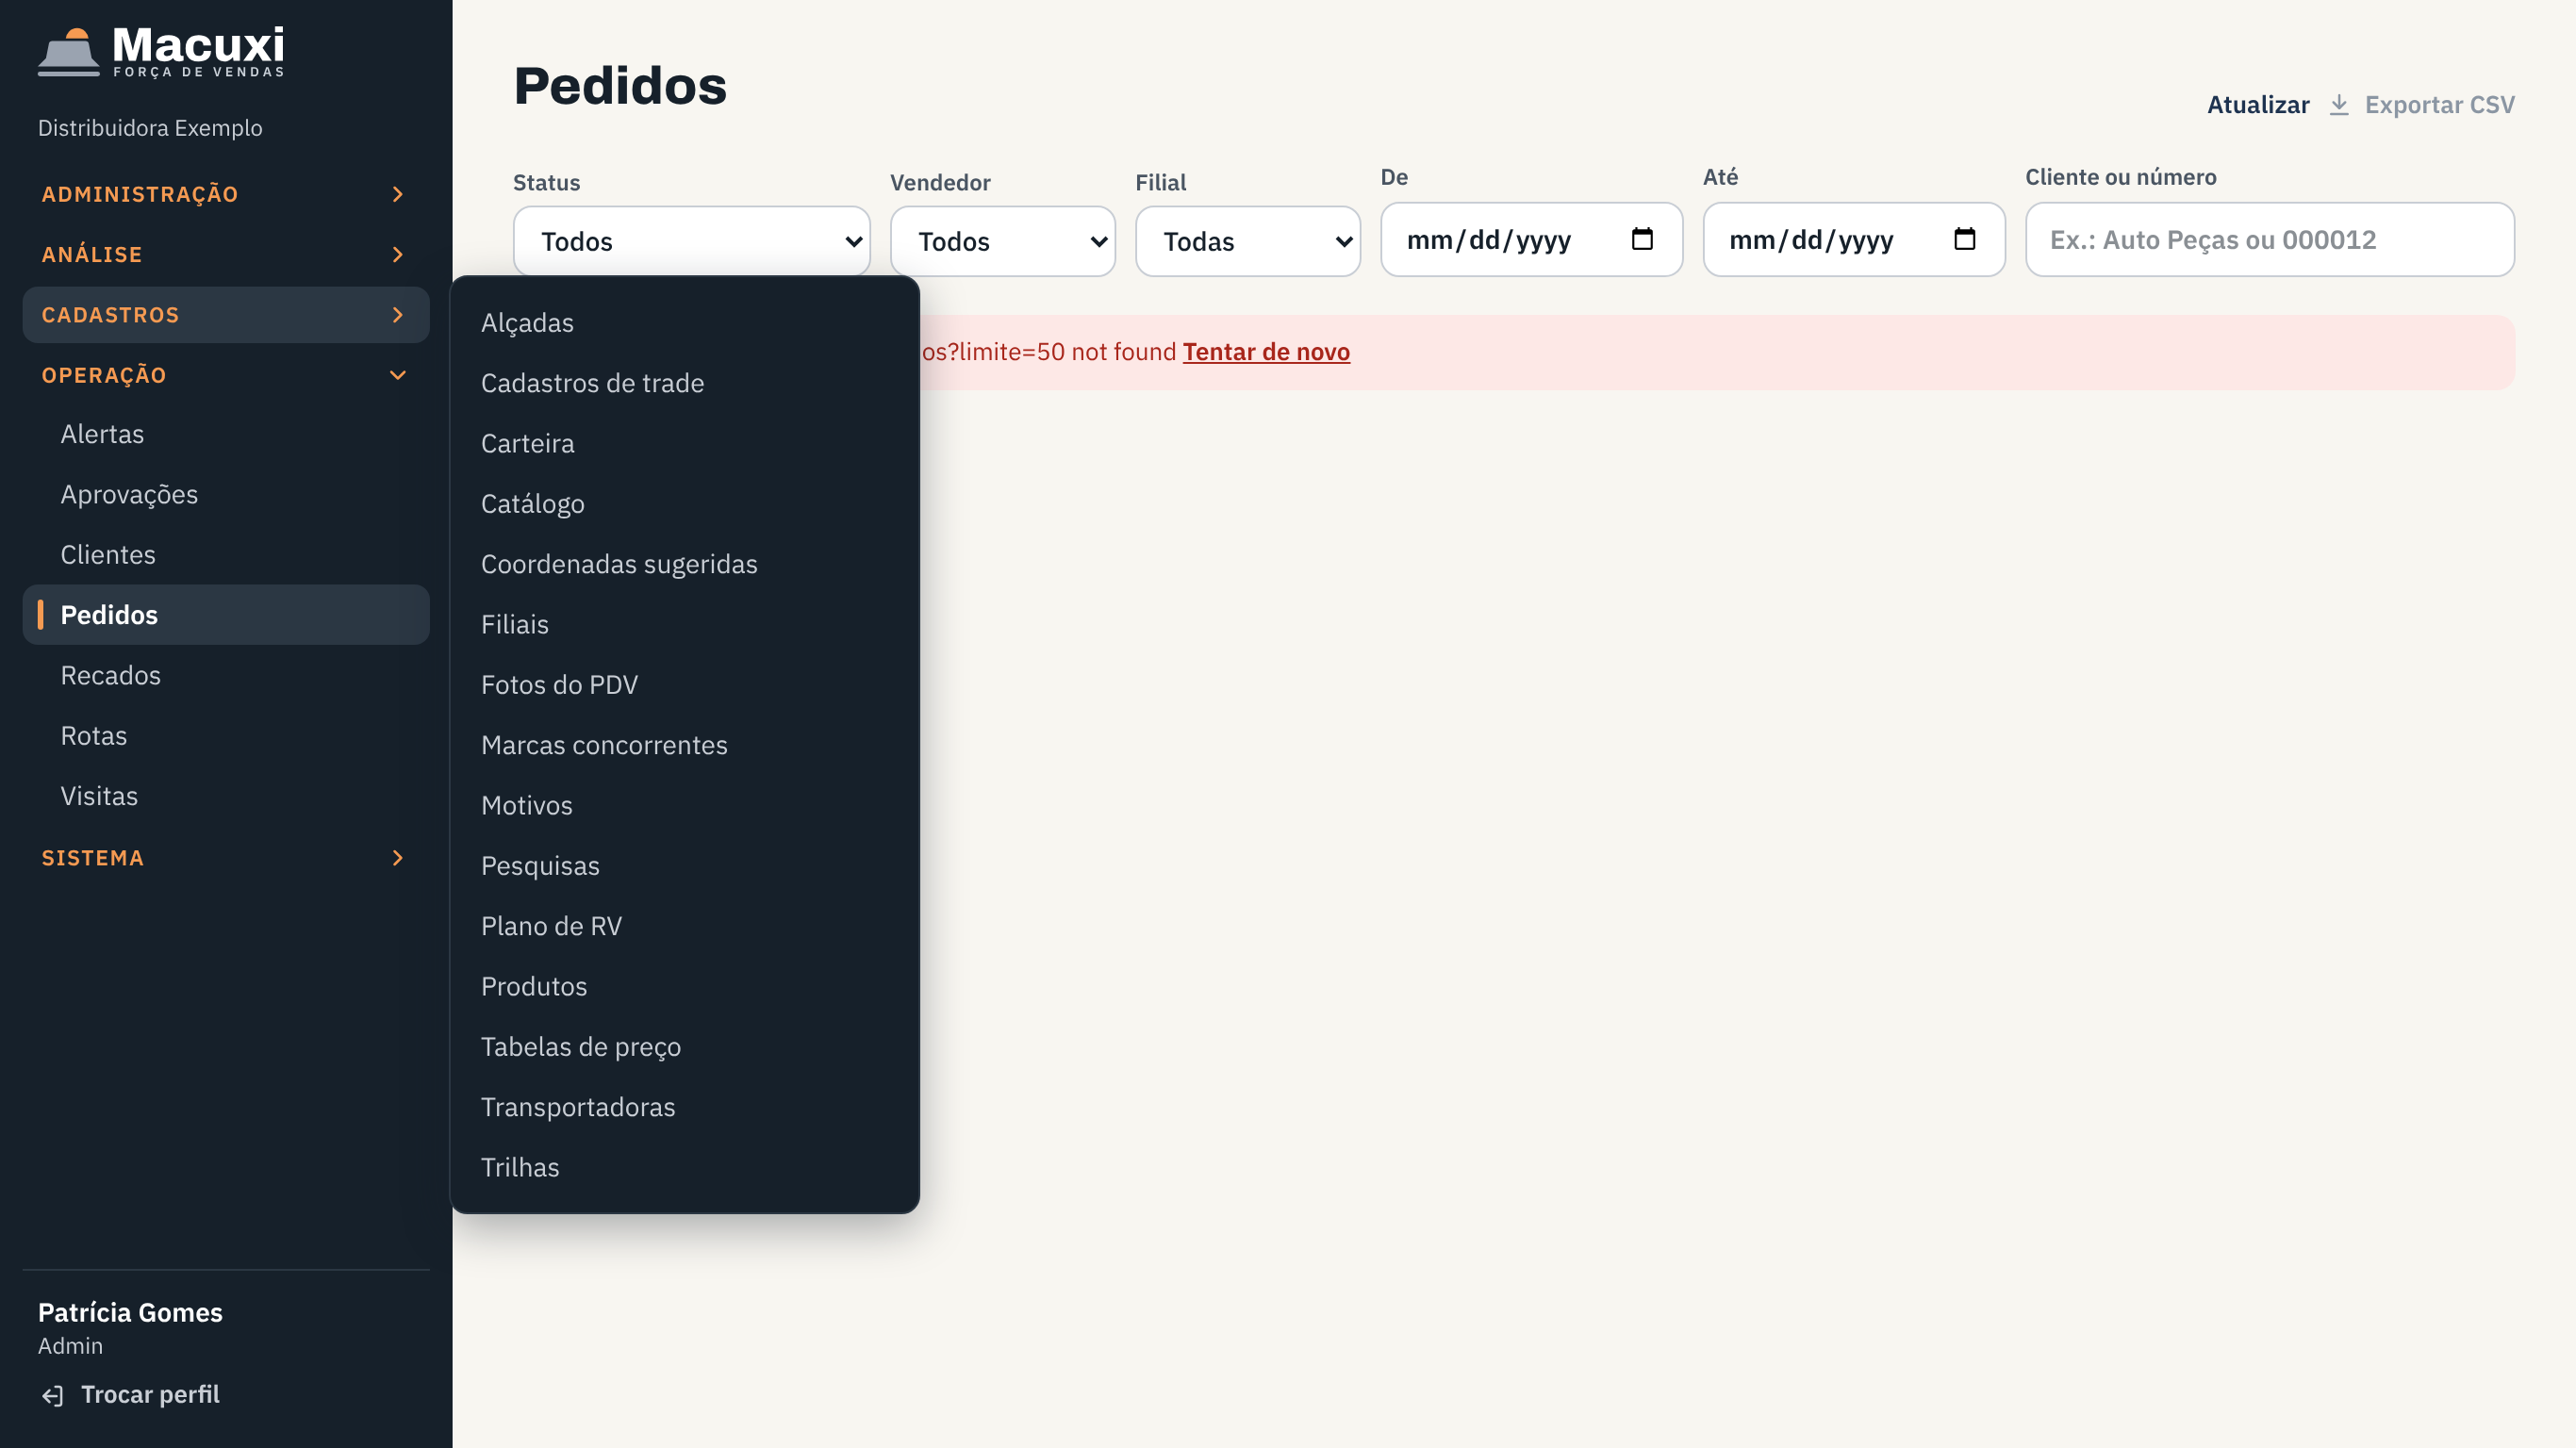 Macuxi
FORÇA DE VENDAS
Distribuidora Exemplo
ADMINISTRAÇÃO
ANÁLISE
CADASTROS
OPERAÇÃO
Alertas
Aprovações
Clientes
Pedidos
Recados
Rotas
Visitas
SISTEMA
Patrícia Gomes
Admin
Trocar perfil
Alçadas
Cadastros de trade
Carteira
Catálogo
Coordenadas sugeridas
Filiais
Fotos do PDV
Marcas concorrentes
Motivos
Pesquisas
Plano de RV
Produtos
Tabelas de preço
Transportadoras
Trilhas
Pedidos
Atualizar Exportar CSV
Status Vendedor Filial De Até Cliente ou número
Todos Todos Todas mm/dd/yyyy mm/dd/yyyy Ex.: Auto Peças ou 000012
os?limite=50 not found Tentar de novo